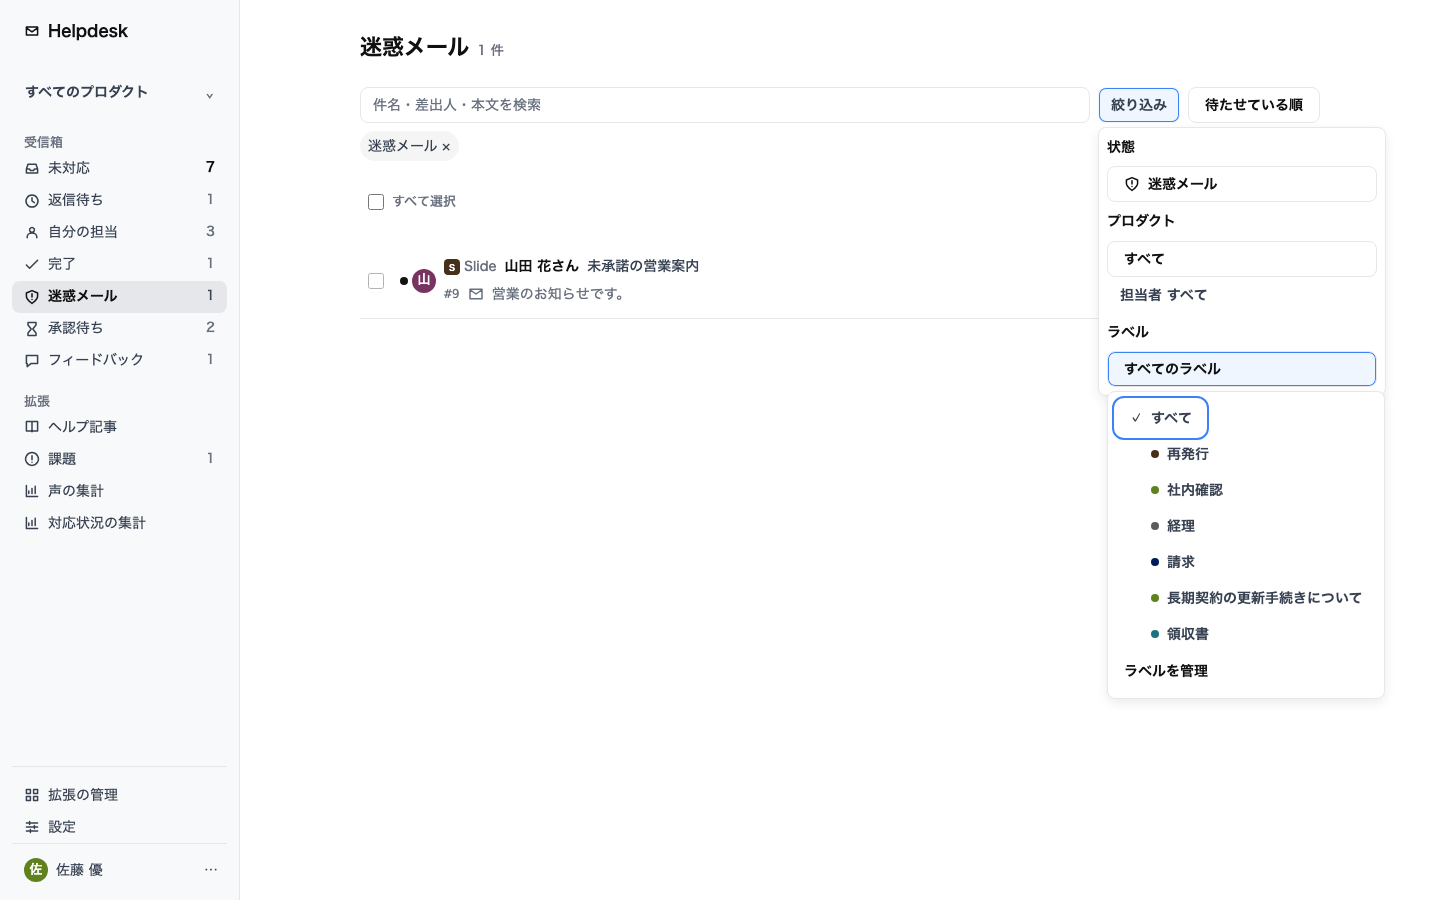 Helpdesk
すべてのプロダクト
受信箱
未対応 7
返信待ち 1
自分の担当 3
完了 1
迷惑メール 1
承認待ち 2
フィードバック 1
拡張
ヘルプ記事
課題 1
声の集計
対応状況の集計
拡張の管理
設定
佐 佐藤 優 …
迷惑メール 1 件
件名・差出人・本文を検索 絞り込み 待たせている順
迷惑メール ×
すべて選択
山 S Slide 山田 花さん 未承諾の営業案内
#9 営業のお知らせです。
状態
迷惑メール
プロダクト
すべて
担当者 すべて
ラベル
すべてのラベル
✓ すべて
再発行
社内確認
経理
請求
長期契約の更新手続きについて
領収書
ラベルを管理